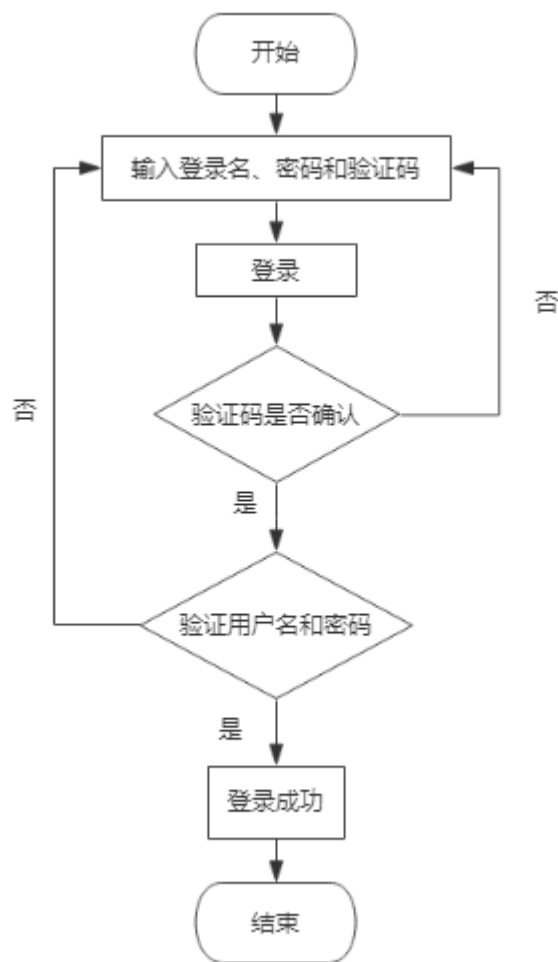 开始
输入登录名、密码和验证码
登录
否
验证码是否确认
否
是
验证用户名和密码
是
登录成功
结束